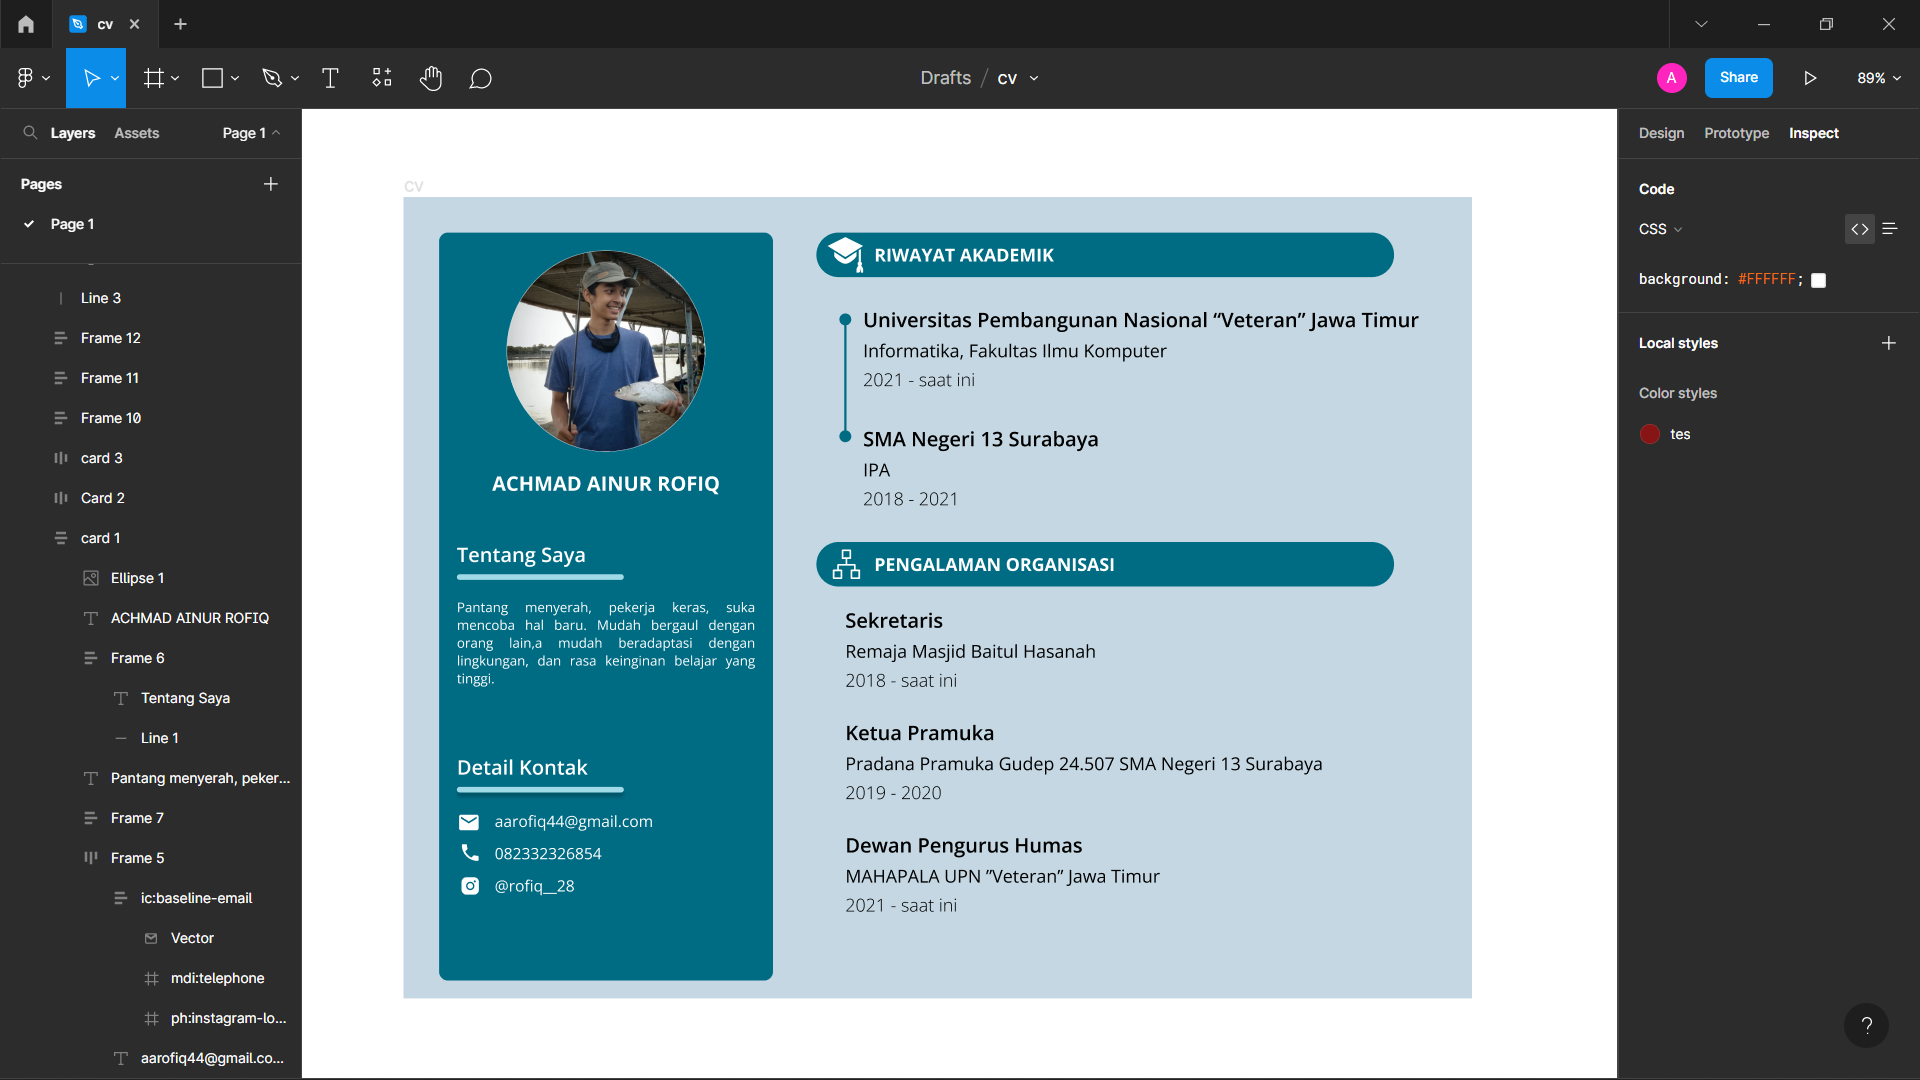 cv
Drafts / cv
A
Share
89%
Layers
Assets
Page 1
Pages
Page 1
Line 3
Frame 12
Frame 11
Frame 10
card 3
Card 2
card 1
Ellipse 1
ACHMAD AINUR ROFIQ
Frame 6
Tentang Saya
Line 1
Pantang menyerah, peker...
Frame 7
Frame 5
ic:baseline-email
Vector
mdi:telephone
ph:instagram-lo...
aarofiq44@gmail.co...
CV
ACHMAD AINUR ROFIQ
Tentang Saya
Pantang menyerah, pekerja keras, suka
mencoba hal baru. Mudah bergaul dengan
orang lain,a mudah beradaptasi dengan
lingkungan, dan rasa keinginan belajar yang
tinggi.
Detail Kontak
aarofiq44@gmail.com
082332326854
@rofiq__28
RIWAYAT AKADEMIK
Universitas Pembangunan Nasional “Veteran” Jawa Timur
Informatika, Fakultas Ilmu Komputer
2021 - saat ini
SMA Negeri 13 Surabaya
IPA
2018 - 2021
PENGALAMAN ORGANISASI
Sekretaris
Remaja Masjid Baitul Hasanah
2018 - saat ini
Ketua Pramuka
Pradana Pramuka Gudep 24.507 SMA Negeri 13 Surabaya
2019 - 2020
Dewan Pengurus Humas
MAHAPALA UPN ”Veteran” Jawa Timur
2021 - saat ini
Design
Prototype
Inspect
Code
CSS
background: #FFFFFF;
Local styles
Color styles
tes
?